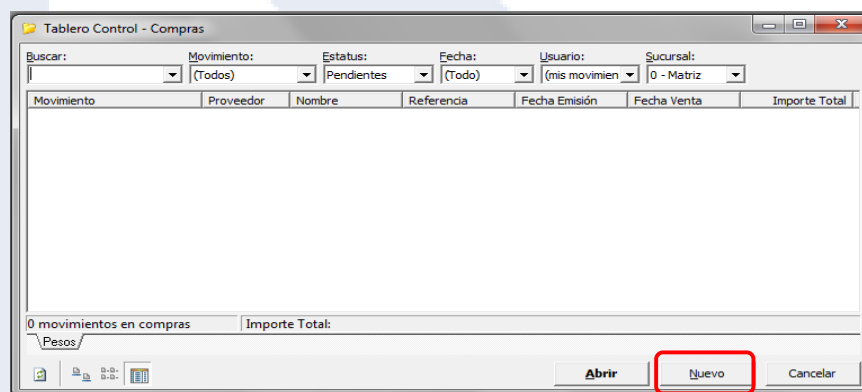 Tablero Control - Compras
Buscar: Movimiento: Estatus: Fecha: Usuario: Sucursal:
(Todos) Pendientes (Todo) (mis movimien 0 - Matriz
Movimiento Proveedor Nombre Referencia Fecha Emisión Fecha Venta Importe Total
0 movimientos en compras Importe Total:
Pesos
Abrir Nuevo Cancelar